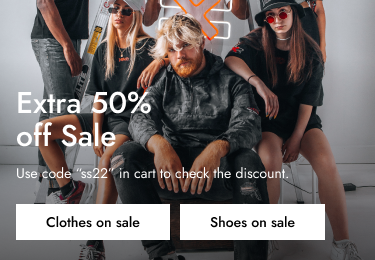 Extra 50%
off Sale
Use code “ss22” in cart to check the discount.
Clothes on sale
Shoes on sale